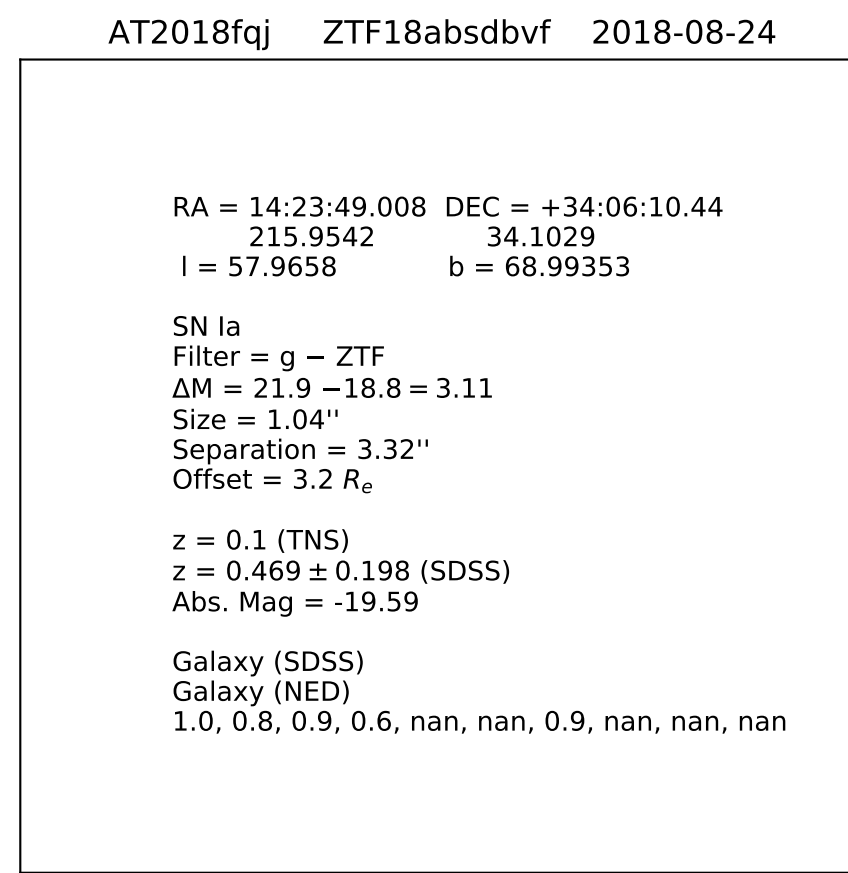 AT2018fqj ZTF18absdbvf 2018-08-24
RA = 14:23:49.008 DEC = +34:06:10.44
215.9542 34.1029
l = 57.9658 b = 68.99353
SN Ia
Filter = g − ZTF
ΔM = 21.9 −18.8 = 3.11
Size = 1.04''
Separation = 3.32''
Offset = 3.2 Rₑ
z = 0.1 (TNS)
z = 0.469 ± 0.198 (SDSS)
Abs. Mag = -19.59
Galaxy (SDSS)
Galaxy (NED)
1.0, 0.8, 0.9, 0.6, nan, nan, 0.9, nan, nan, nan